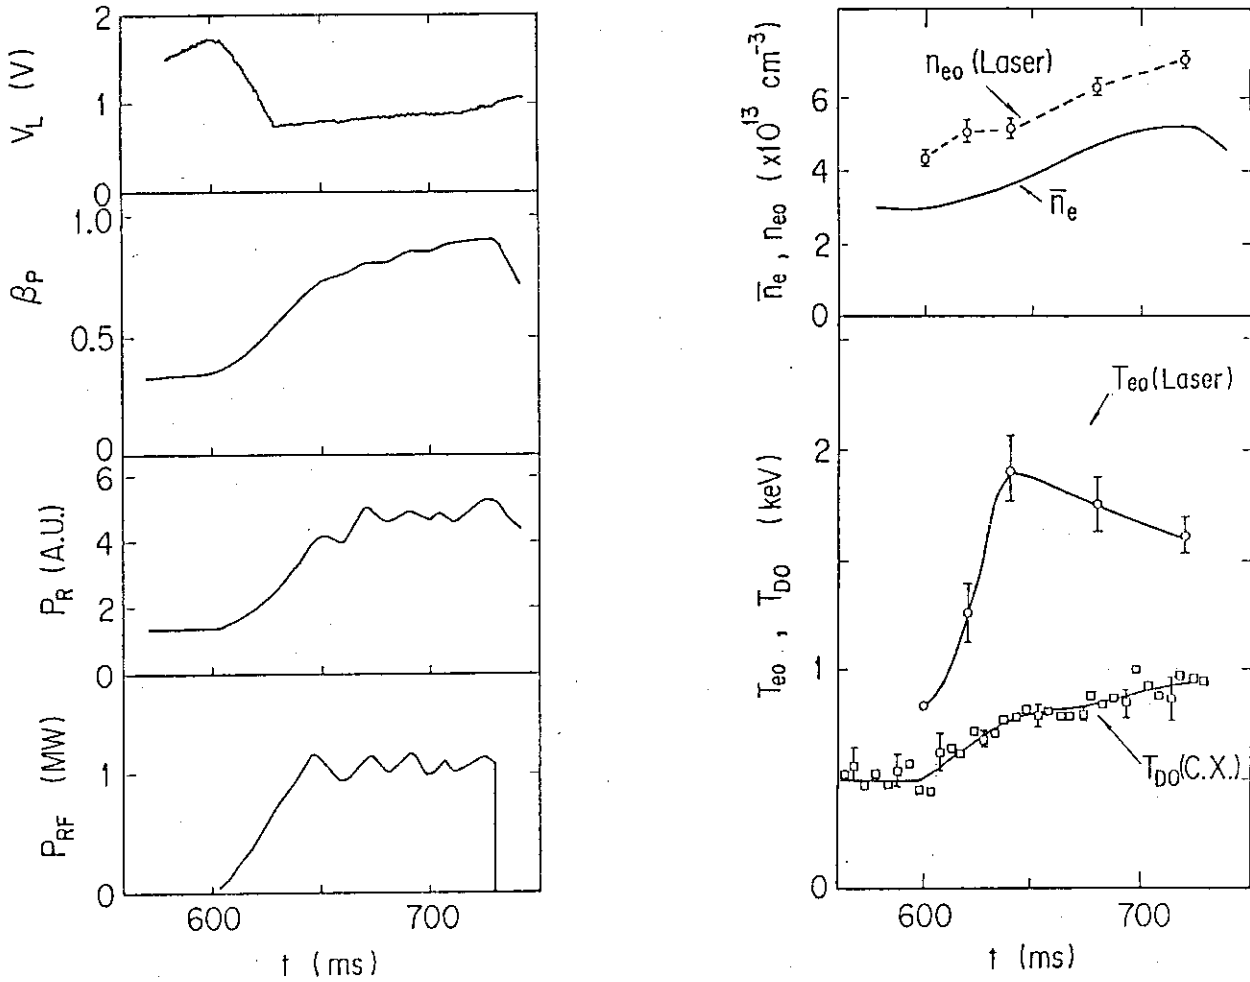 V_L (V)
2
1
0
β_P
1.0
0.5
0
P_R (A.U.)
6
4
2
0
P_RF (MW)
1
0
600
700
t (ms)
n̄_e , n_eo (x10^13 cm^-3)
6
4
2
0
n_eo (Laser)
n̄_e
T_eo , T_DO (keV)
2
1
0
T_eo (Laser)
T_DO (C.X.)
600
700
t (ms)